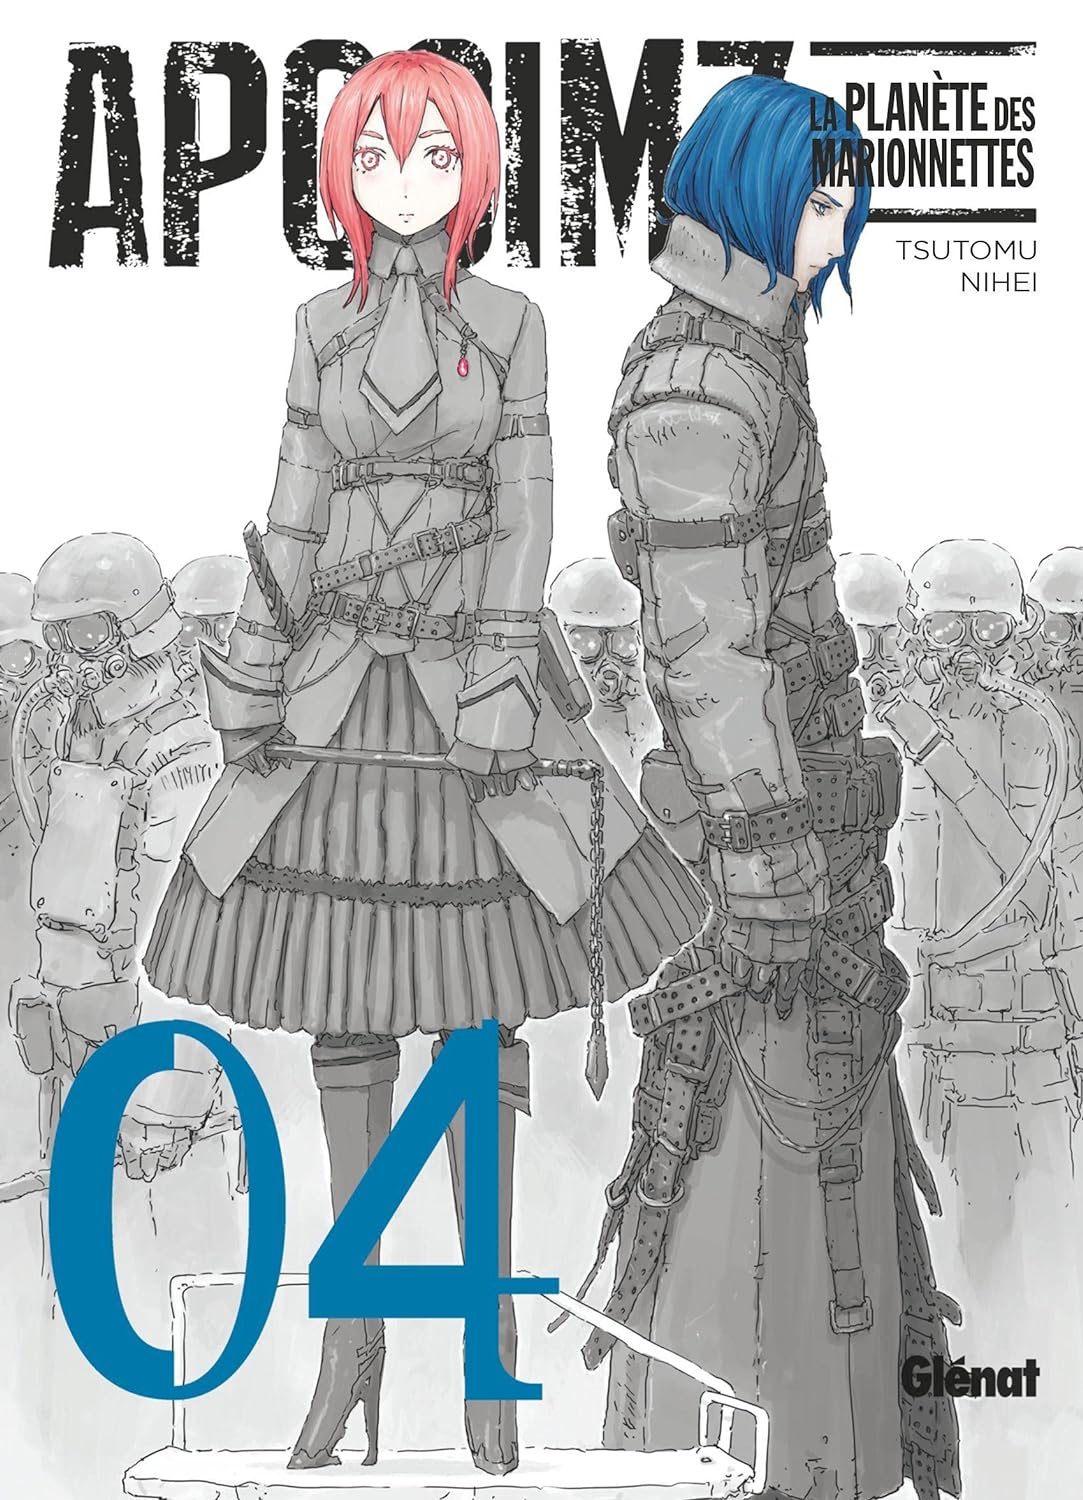 APOSIMZ
LA PLANÈTE DES
MARIONNETTES
TSUTOMU
NIHEI
04
Glénat